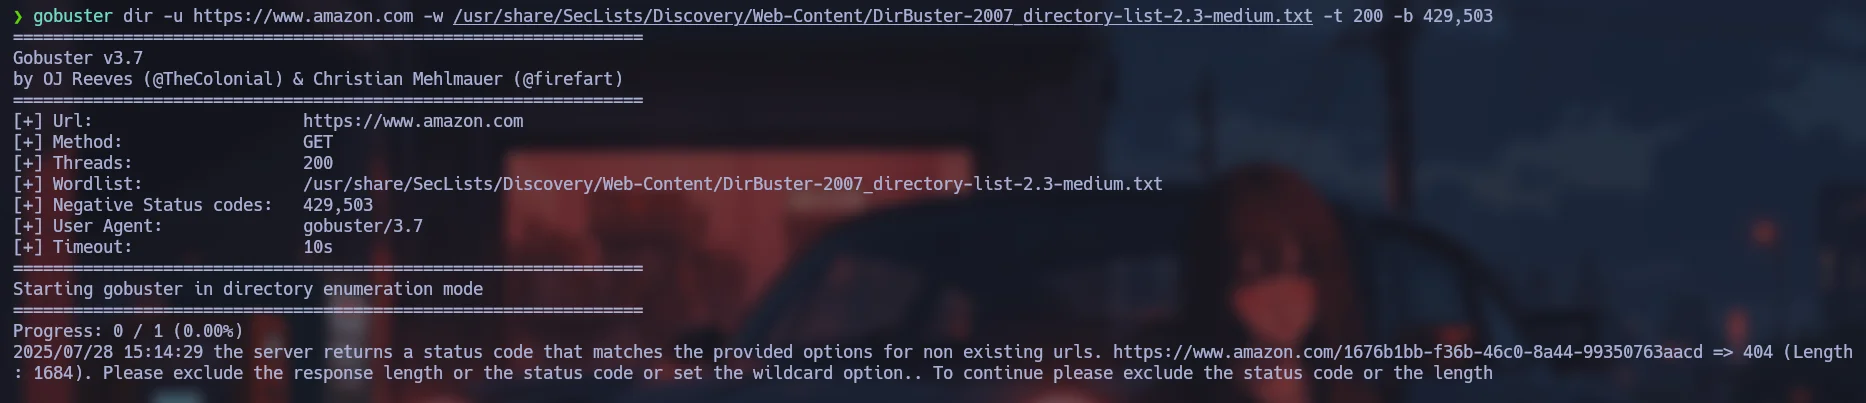 ❯ gobuster dir -u https://www.amazon.com -w /usr/share/SecLists/Discovery/Web-Content/DirBuster-2007_directory-list-2.3-medium.txt -t 200 -b 429,503
===============================================================
Gobuster v3.7
by OJ Reeves (@TheColonial) & Christian Mehlmauer (@firefart)
===============================================================
[+] Url:                     https://www.amazon.com
[+] Method:                  GET
[+] Threads:                 200
[+] Wordlist:                /usr/share/SecLists/Discovery/Web-Content/DirBuster-2007_directory-list-2.3-medium.txt
[+] Negative Status codes:   429,503
[+] User Agent:              gobuster/3.7
[+] Timeout:                 10s
===============================================================
Starting gobuster in directory enumeration mode
===============================================================
Progress: 0 / 1 (0.00%)
2025/07/28 15:14:29 the server returns a status code that matches the provided options for non existing urls. https://www.amazon.com/1676b1bb-f36b-46c0-8a44-99350763aacd => 404 (Length
: 1684). Please exclude the response length or the status code or set the wildcard option.. To continue please exclude the status code or the length